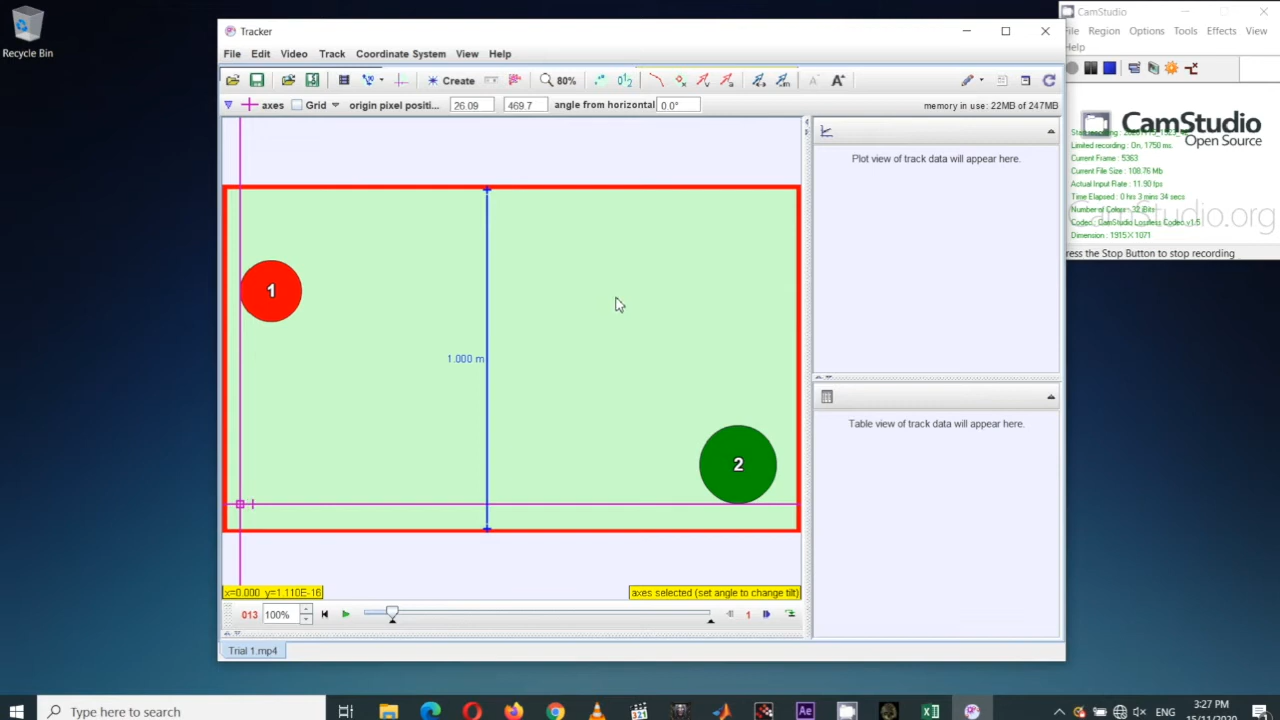 Recycle Bin
Tracker
File Edit Video Track Coordinate System View Help
Create 80%
axes Grid origin pixel positi... 26.09 469.7 angle from horizontal 0.0° memory in use: 22MB of 247MB
Plot view of track data will appear here.
1
1.000 m
2
Table view of track data will appear here.
x=0.000 y=1.110E-16
axes selected (set angle to change tilt)
013 100% 1
Trial 1.mp4
CamStudio
File Region Options Tools Effects View
Help
CamStudio
Open Source
Limited recording : On, 1750 ms.
Current Frame : 5363
Current File Size : 108.76 Mb
Actual Input Rate : 11.90 fps
Time Elapsed : 0 hrs 3 mins 34 secs
Number of Colors : 32 Bits
Codec : CamStudio Lossless Codec v1.5
Dimension : 1915X1071
CamStudio.org
ress the Stop Button to stop recording
Type here to search
321
Ae
ENG
3:27 PM
15/11/2020